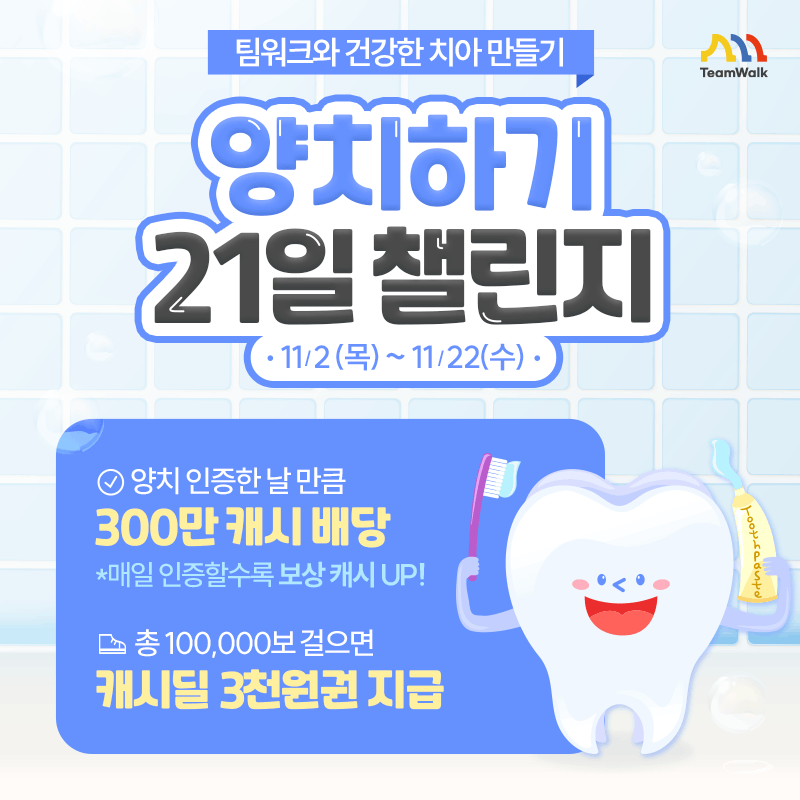 팀워크와 건강한 치아 만들기
TeamWalk
양치하기
21일 챌린지
· 11/2 (목) ~ 11/22(수) ·
양치 인증한 날 만큼
300만 캐시 배당
*매일 인증할수록 보상 캐시 UP!
총 100,000보 걸으면
캐시딜 3천원권 지급
Toothpaste